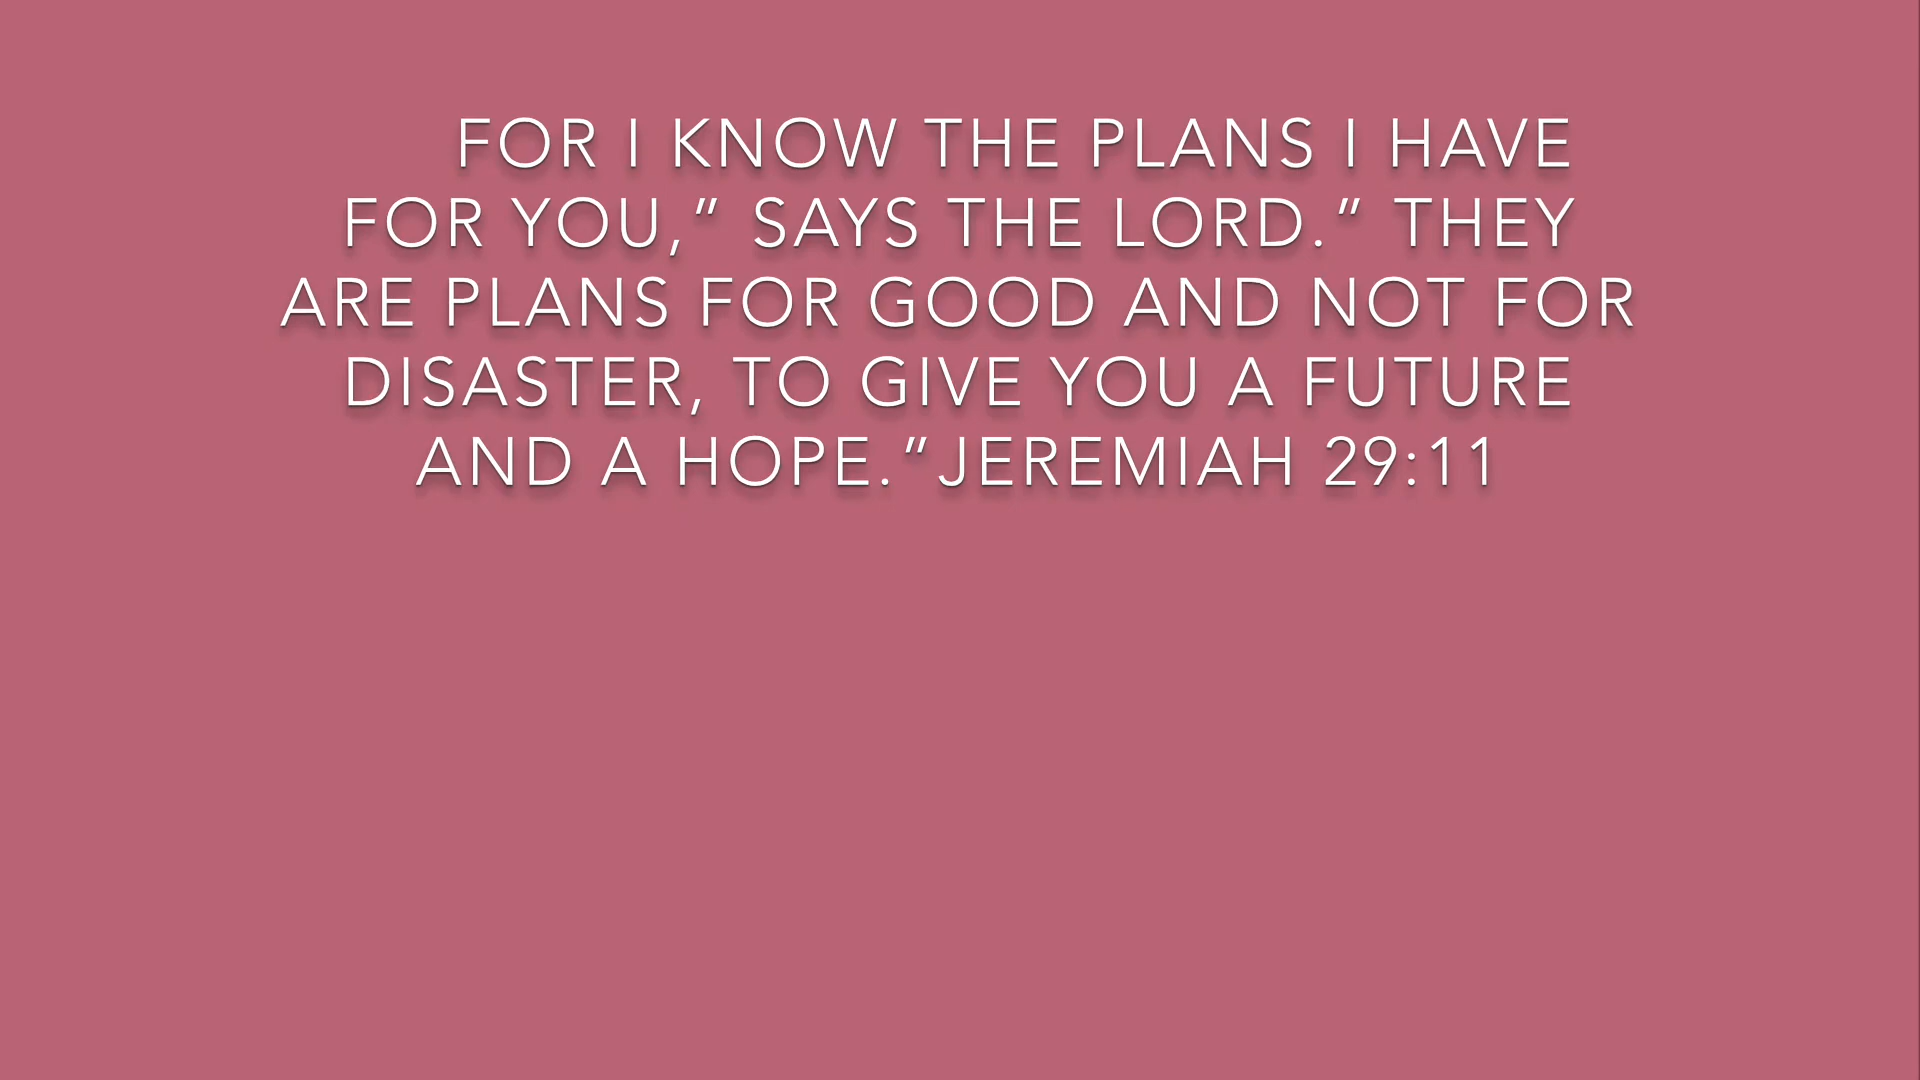 FOR I KNOW THE PLANS I HAVE
FOR YOU,” SAYS THE LORD.” THEY
ARE PLANS FOR GOOD AND NOT FOR
DISASTER, TO GIVE YOU A FUTURE
AND A HOPE.”JEREMIAH 29:11